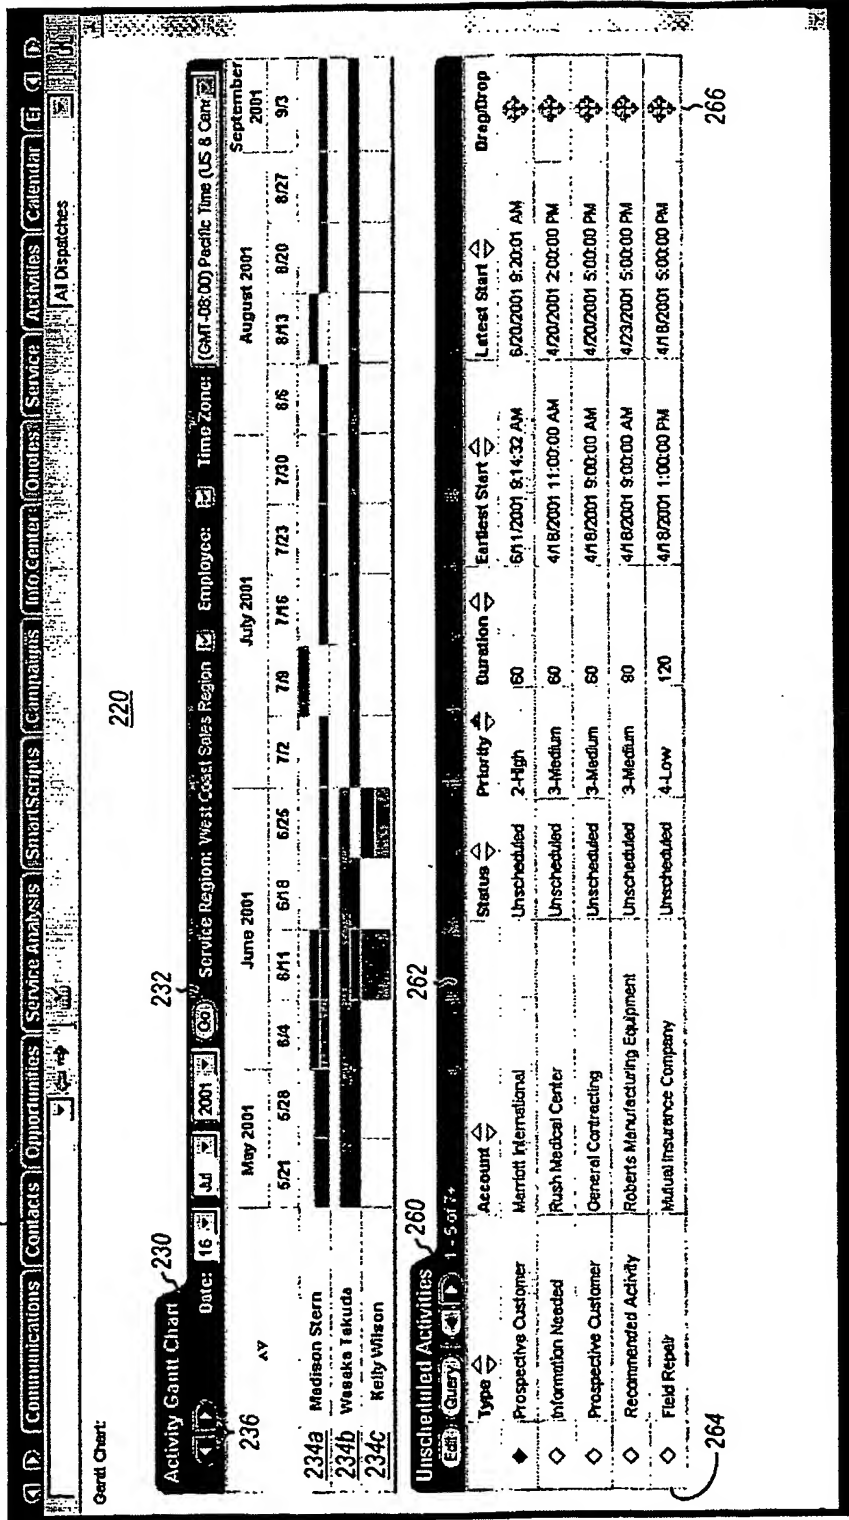 Communications Contacts Opportunities Service Analysis SmartScripts Campaigns Info Center Quotes Service Activities Calendar
All Dispatches
Gantt Chart:
220
Activity Gantt Chart 230
232
Date: 16 Jul 2001 Go Service Region: West Coast Sales Region Employee: Time Zone: (GMT-08:00) Pacific Time (US &
236
May 2001 June 2001 July 2001 August 2001 September 2001
5/21 5/28 6/4 6/11 6/18 6/25 7/2 7/9 7/16 7/23 7/30 8/6 8/13 8/20 8/27 9/3
234a Madison Stern
234b Wasaka Takuda
234c Kelly Wilson
Unscheduled Activities 260
262
Edit Query 1 - 5 of 7+
Type Account Status Priority Duration Earliest Start Latest Start Drag/Drop
Prospective Customer Marriott International Unscheduled 2-High 60 6/11/2001 9:14:32 AM 6/20/2001 9:20:01 AM
Information Needed Rush Medical Center Unscheduled 3-Medium 60 4/18/2001 11:00:00 AM 4/20/2001 2:00:00 PM
Prospective Customer General Contracting Unscheduled 3-Medium 60 4/18/2001 9:00:00 AM 4/20/2001 5:00:00 PM
Recommended Activity Roberts Manufacturing Equipment Unscheduled 3-Medium 4/18/2001 9:00:00 AM 4/23/2001 5:00:00 PM
Field Repair Mutual Insurance Company Unscheduled 4-Low 120 4/18/2001 1:00:00 PM 4/18/2001 5:00:00 PM
264
266